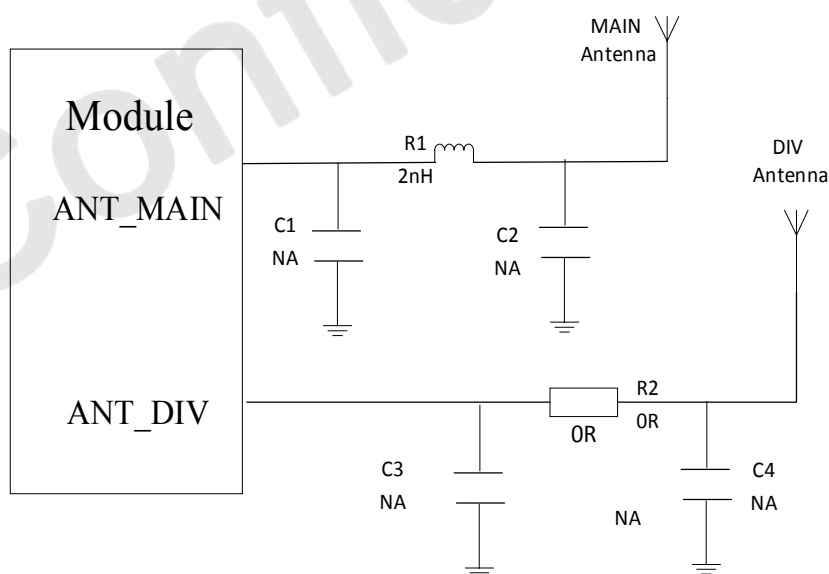 MAIN
Antenna
Module
R1
2nH
DIV
Antenna
ANT_MAIN
C1
NA
C2
NA
ANT_DIV
R2
0R
0R
C3
NA
C4
NA
NA